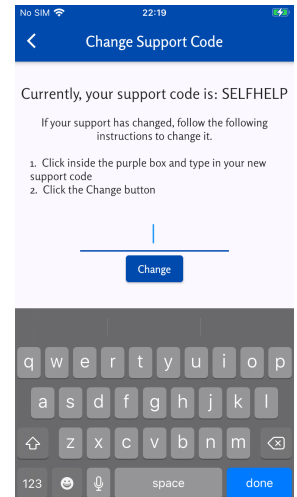 No SIM 22:19
Change Support Code
Currently, your support code is: SELFHELP
If your support has changed, follow the following
instructions to change it.
1. Click inside the purple box and type in your new
support code
2. Click the Change button
Change
q w e r t y u i o p
a s d f g h j k l
z x c v b n m
123 space done